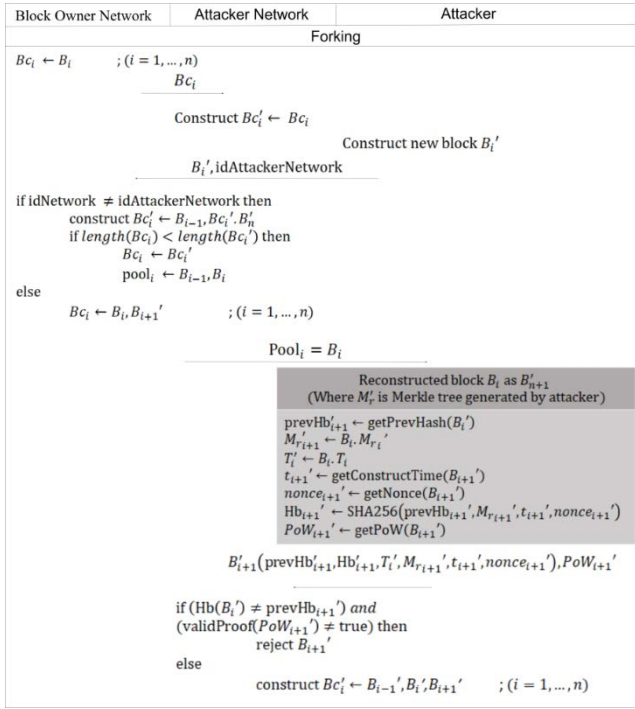 Block Owner Network Attacker Network Attacker
Forking
Bcᵢ ← Bᵢ ; (i = 1, … , n)
Bcᵢ
Construct Bcᵢ′ ← Bcᵢ
Construct new block Bᵢ′
Bᵢ′, idAttackerNetwork
if idNetwork ≠ idAttackerNetwork then
construct Bcᵢ′ ← Bᵢ₋₁, Bcᵢ′. Bₙ′
if length(Bcᵢ) < length(Bcᵢ′) then
Bcᵢ ← Bcᵢ′
poolᵢ ← Bᵢ₋₁, Bᵢ
else
Bcᵢ ← Bᵢ, Bᵢ₊₁′ ; (i = 1, … , n)
Poolᵢ = Bᵢ
Reconstructed block Bᵢ as B′ₙ₊₁
(Where M′ᵣ is Merkle tree generated by attacker)
prevHb′ᵢ₊₁ ← getPrevHash(Bᵢ′)
M′ᵣᵢ₊₁ ← Bᵢ. Mᵣᵢ′
Tᵢ′ ← Bᵢ. Tᵢ
tᵢ₊₁′ ← getConstructTime(Bᵢ₊₁′)
nonceᵢ₊₁′ ← getNonce(Bᵢ₊₁′)
Hbᵢ₊₁′ ← SHA256(prevHbᵢ₊₁′, Mᵣᵢ₊₁′, tᵢ₊₁′, nonceᵢ₊₁′)
PoWᵢ₊₁′ ← getPoW(Bᵢ₊₁′)
B′ᵢ₊₁(prevHb′ᵢ₊₁, Hb′ᵢ₊₁, Tᵢ′, Mᵣᵢ₊₁′, tᵢ₊₁′, nonceᵢ₊₁′), PoWᵢ₊₁′
if (Hb(Bᵢ′) ≠ prevHbᵢ₊₁′) and
(validProof(PoWᵢ₊₁′) ≠ true) then
reject Bᵢ₊₁′
else
construct Bcᵢ′ ← Bᵢ₋₁′, Bᵢ′, Bᵢ₊₁′ ; (i = 1, … , n)